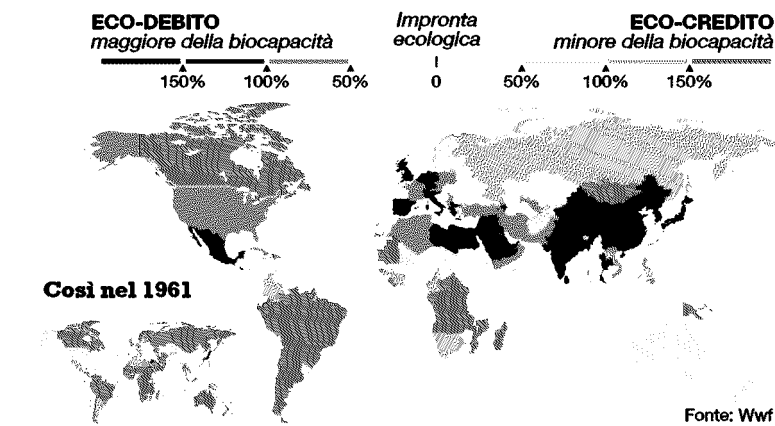 ECO-DEBITO
maggiore della biocapacità
Impronta
ecologica
ECO-CREDITO
minore della biocapacità
150% 100% 50% 0 50% 100% 150%
Così nel 1961
Fonte: Wwf